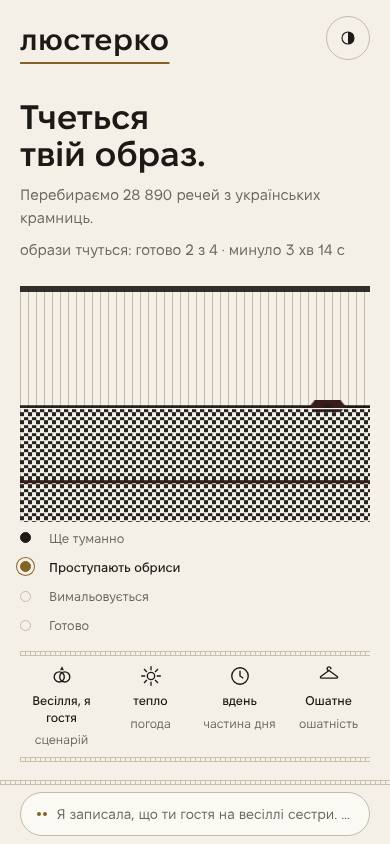 люстерко
Тчеться
твій образ.
Перебираємо 28 890 речей з українських
крамниць.
образи тчуться: готово 2 з 4 · минуло 3 хв 14 с
Ще туманно
Проступають обриси
Вимальовується
Готово
Весілля, я
гостя
сценарій
тепло
погода
вдень
частина дня
Ошатне
ошатність
Я записала, що ти гостя на весіллі сестри. ...